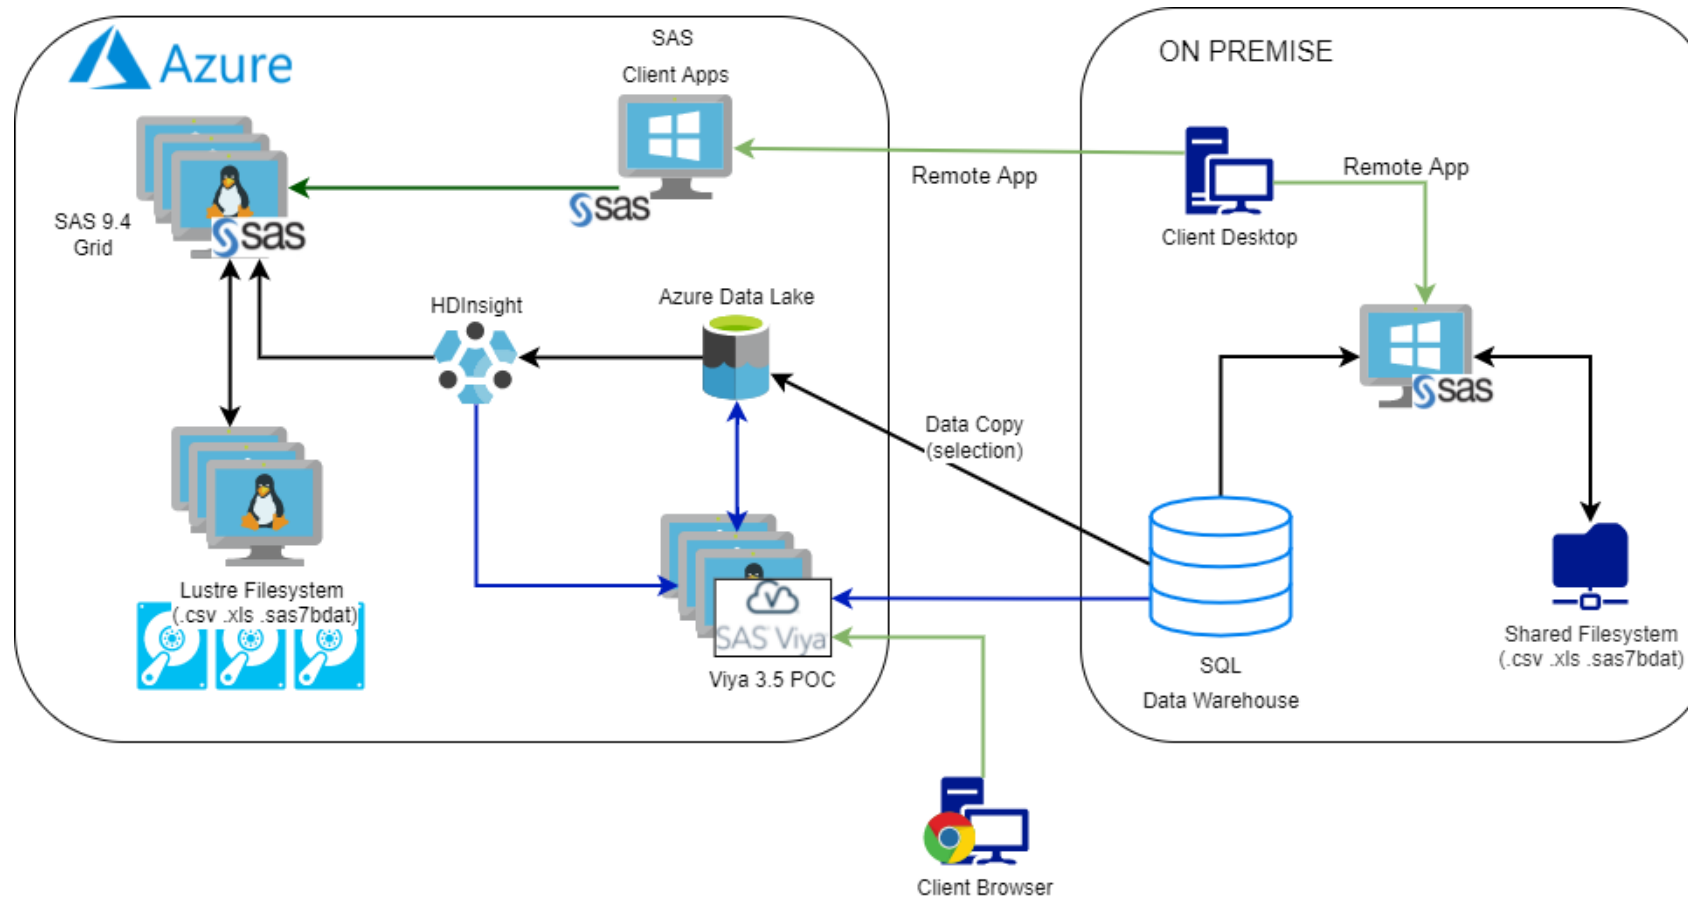 Azure
SAS
Client Apps
sas
SAS 9.4
Grid
sas
HDInsight
Azure Data Lake
Lustre Filesystem
(.csv .xls .sas7bdat)
SAS Viya
Viya 3.5 POC
Remote App
Data Copy
(selection)
ON PREMISE
Client Desktop
Remote App
sas
SQL
Data Warehouse
Shared Filesystem
(.csv .xls .sas7bdat)
Client Browser